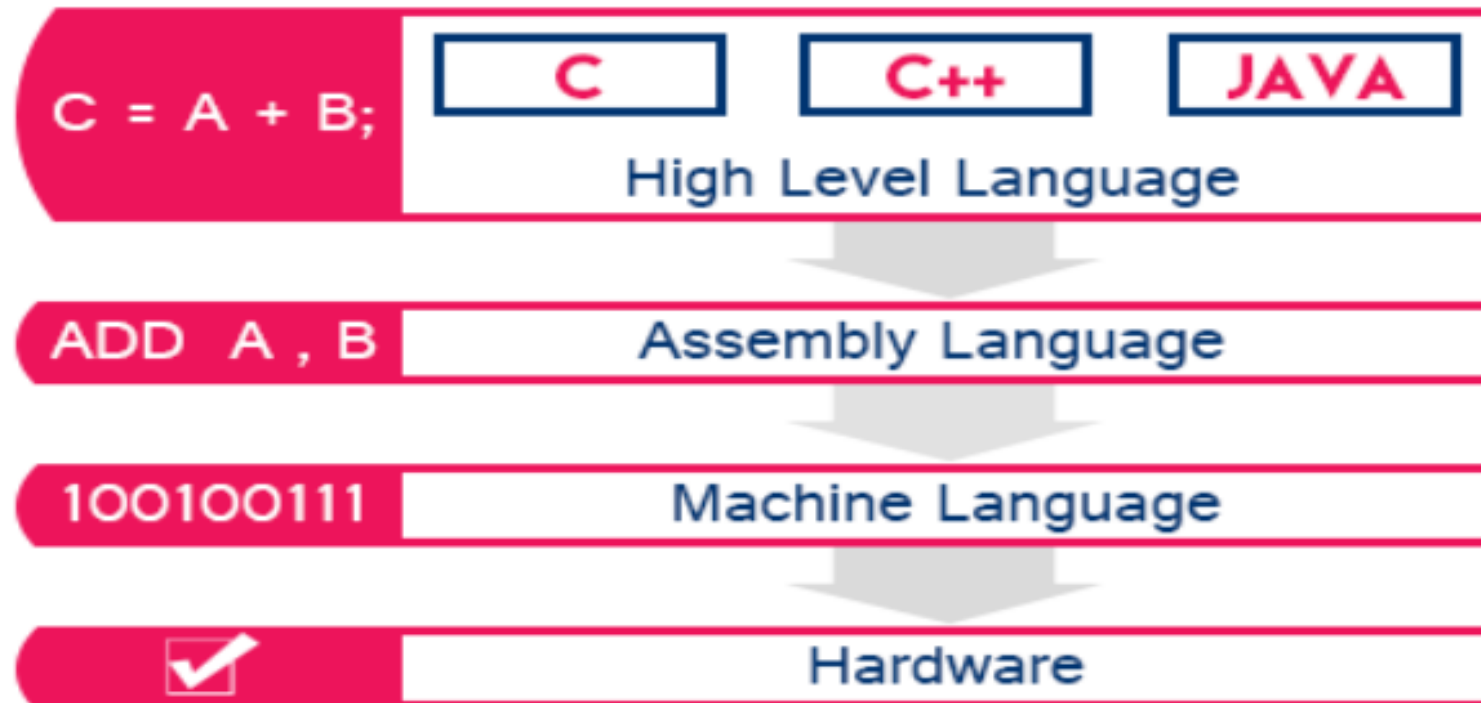 C = A + B;
C C++ JAVA
High Level Language
ADD A , B
Assembly Language
100100111
Machine Language
Hardware